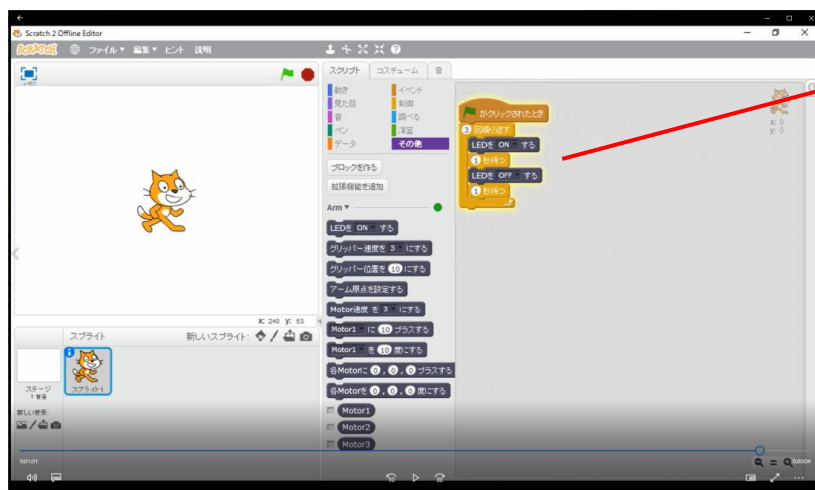 Scratch 2 Offline Editor
SCRATCH ファイル▼ 編集▼ ヒント 説明
スクリプト コスチューム 音
v461
動き イベント
見た目 制御
音 調べる
ペン 演算
データ その他
ブロックを作る
拡張機能を追加
Arm▼
LEDを ON する
グリッパー速度を 3 にする
グリッパー位置を 10 にする
アーム原点を設定する
Motor速度 を 3 にする
Motor1 に 10 プラスする
Motor1 を 10 度にする
各Motorに 0 , 0 , 0 プラスする
各Motorを 0 , 0 , 0 度にする
Motor1
Motor2
Motor3
がクリックされたとき
3 回繰り返す
LEDを ON する
1 秒待つ
LEDを OFF する
1 秒待つ
x: 0
y: 0
x: 240 y: 63
スプライト 新しいスプライト:
ステージ
1 背景
新しい背景:
スプライト1
0:01:01
0:00:04
10